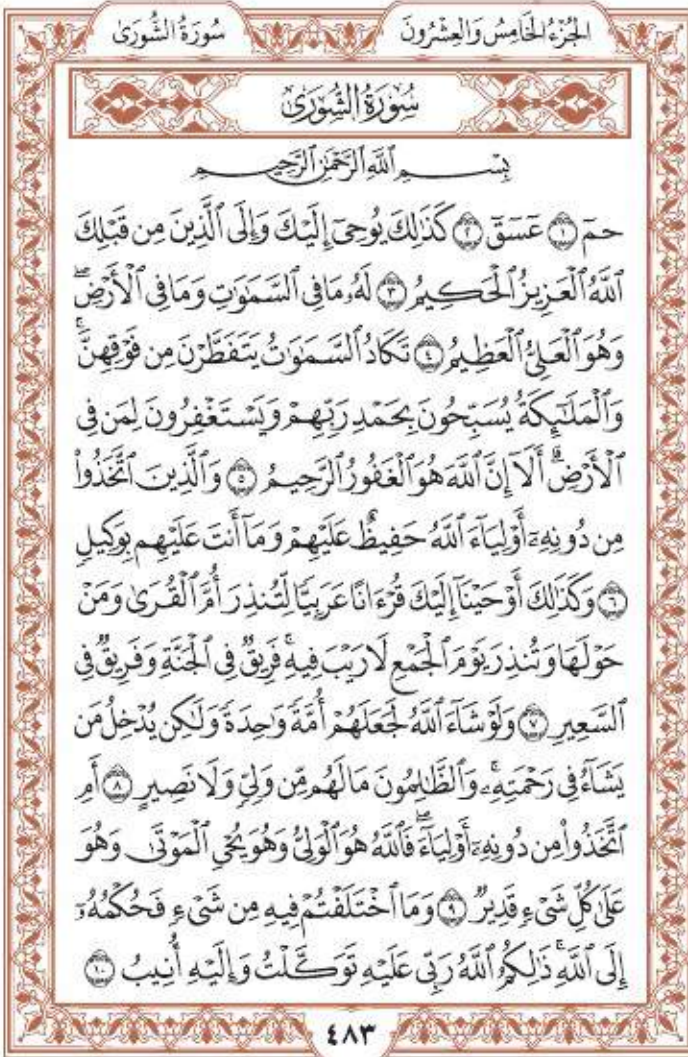 الجُزْءُ الخَامِسُ وَالعِشْرُونَ
سُورَةُ الشُّورَىٰ
سُورَةُ الشُّورَىٰ
بِسْمِ ٱللَّهِ ٱلرَّحْمَٰنِ ٱلرَّحِيمِ
حمٓ ۝١ عٓسٓقٓ ۝٢ كَذَٰلِكَ يُوحِىٓ إِلَيْكَ وَإِلَى ٱلَّذِينَ مِن قَبْلِكَ
ٱللَّهُ ٱلْعَزِيزُ ٱلْحَكِيمُ ۝٣ لَهُۥ مَا فِى ٱلسَّمَٰوَٰتِ وَمَا فِى ٱلْأَرْضِۖ
وَهُوَ ٱلْعَلِىُّ ٱلْعَظِيمُ ۝٤ تَكَادُ ٱلسَّمَٰوَٰتُ يَتَفَطَّرْنَ مِن فَوْقِهِنَّۚ
وَٱلْمَلَٰٓئِكَةُ يُسَبِّحُونَ بِحَمْدِ رَبِّهِمْ وَيَسْتَغْفِرُونَ لِمَن فِى
ٱلْأَرْضِۗ أَلَآ إِنَّ ٱللَّهَ هُوَ ٱلْغَفُورُ ٱلرَّحِيمُ ۝٥ وَٱلَّذِينَ ٱتَّخَذُوا۟
مِن دُونِهِۦٓ أَوْلِيَآءَ ٱللَّهُ حَفِيظٌ عَلَيْهِمْ وَمَآ أَنتَ عَلَيْهِم بِوَكِيلٍ
۝٦ وَكَذَٰلِكَ أَوْحَيْنَآ إِلَيْكَ قُرْءَانًا عَرَبِيًّا لِّتُنذِرَ أُمَّ ٱلْقُرَىٰ وَمَنْ
حَوْلَهَا وَتُنذِرَ يَوْمَ ٱلْجَمْعِ لَا رَيْبَ فِيهِۚ فَرِيقٌ فِى ٱلْجَنَّةِ وَفَرِيقٌ فِى
ٱلسَّعِيرِ ۝٧ وَلَوْ شَآءَ ٱللَّهُ لَجَعَلَهُمْ أُمَّةً وَٰحِدَةً وَلَٰكِن يُدْخِلُ مَن
يَشَآءُ فِى رَحْمَتِهِۦۚ وَٱلظَّٰلِمُونَ مَا لَهُم مِّن وَلِىٍّ وَلَا نَصِيرٍ ۝٨ أَمِ
ٱتَّخَذُوا۟ مِن دُونِهِۦٓ أَوْلِيَآءَۖ فَٱللَّهُ هُوَ ٱلْوَلِىُّ وَهُوَ يُحْىِ ٱلْمَوْتَىٰ وَهُوَ
عَلَىٰ كُلِّ شَىْءٍ قَدِيرٌ ۝٩ وَمَا ٱخْتَلَفْتُمْ فِيهِ مِن شَىْءٍ فَحُكْمُهُۥٓ
إِلَى ٱللَّهِۚ ذَٰلِكُمُ ٱللَّهُ رَبِّى عَلَيْهِ تَوَكَّلْتُ وَإِلَيْهِ أُنِيبُ ۝١٠
٤٨٣